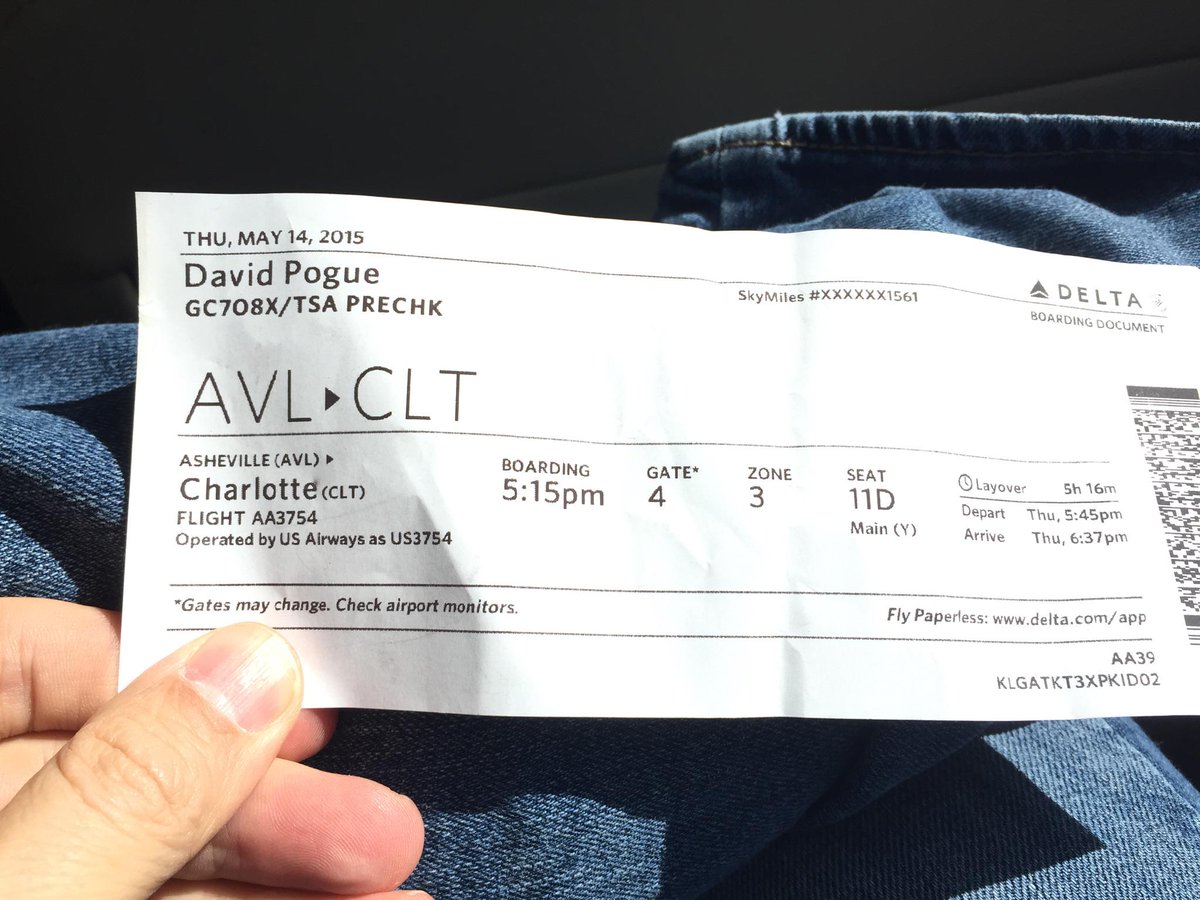 THU, MAY 14, 2015
David Pogue
GC708X/TSA PRECHK
SkyMiles #XXXXXX1561
DELTA
BOARDING DOCUMENT
AVL▸CLT
ASHEVILLE (AVL) ▸
Charlotte (CLT)
FLIGHT AA3754
Operated by US Airways as US3754
BOARDING
5:15pm
GATE*
4
ZONE
3
SEAT
11D
Main (Y)
Layover 5h 16m
Depart Thu, 5:45pm
Arrive Thu, 6:37pm
*Gates may change. Check airport monitors.
Fly Paperless: www.delta.com/app
AA39
KLGATKT3XPKID02